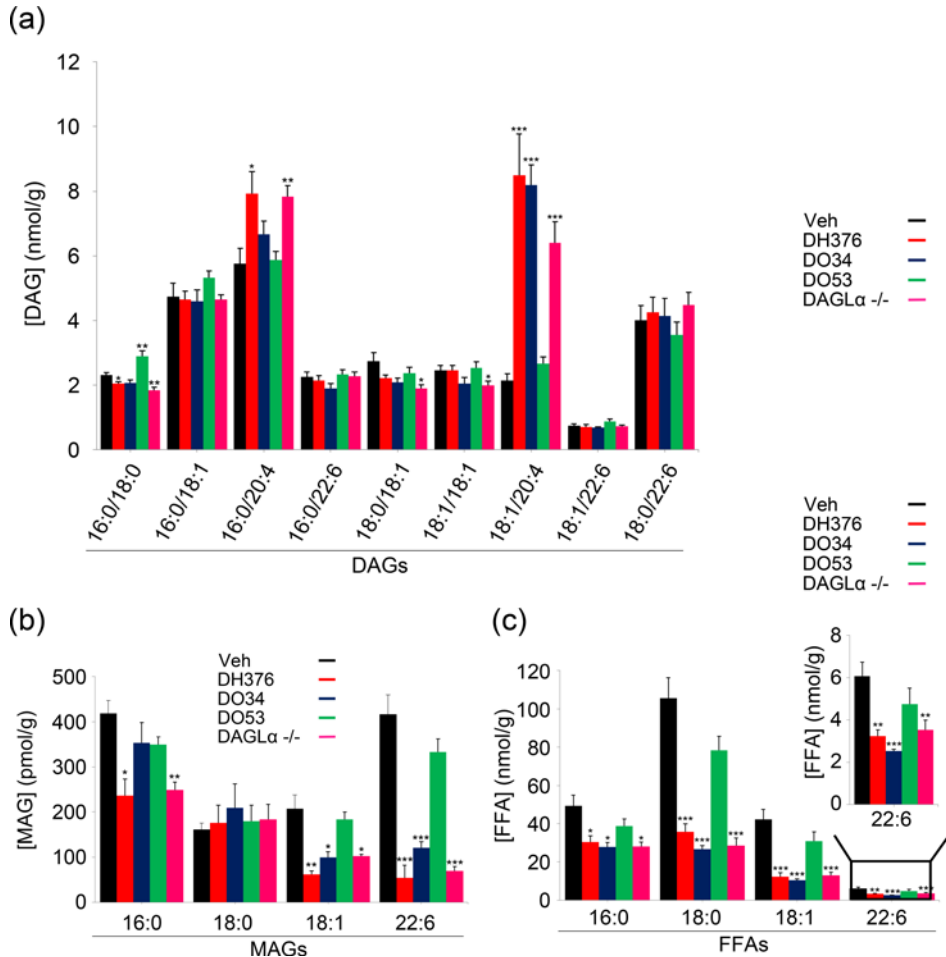 (a)
[DAG] (nmol/g)
12
10
8
6
4
2
0
* ** **
* **
*
*
*** *** ***
16:0/18:0 16:0/18:1 16:0/20:4 16:0/22:6 18:0/18:1 18:1/18:1 18:1/20:4 18:1/22:6 18:0/22:6
DAGs
Veh
DH376
DO34
DO53
DAGLα -/-
Veh
DH376
DO34
DO53
DAGLα -/-
(b)
[MAG] (pmol/g)
500
400
300
200
100
0
Veh
DH376
DO34
DO53
DAGLα -/-
* **
** * *
*** *** ***
16:0 18:0 18:1 22:6
MAGs
(c)
[FFA] (nmol/g)
120
100
80
60
40
20
0
* * *
*** *** ***
*** *** ***
** *** ***
16:0 18:0 18:1 22:6
FFAs
[FFA] (nmol/g)
8
6
4
2
0
** *** **
22:6